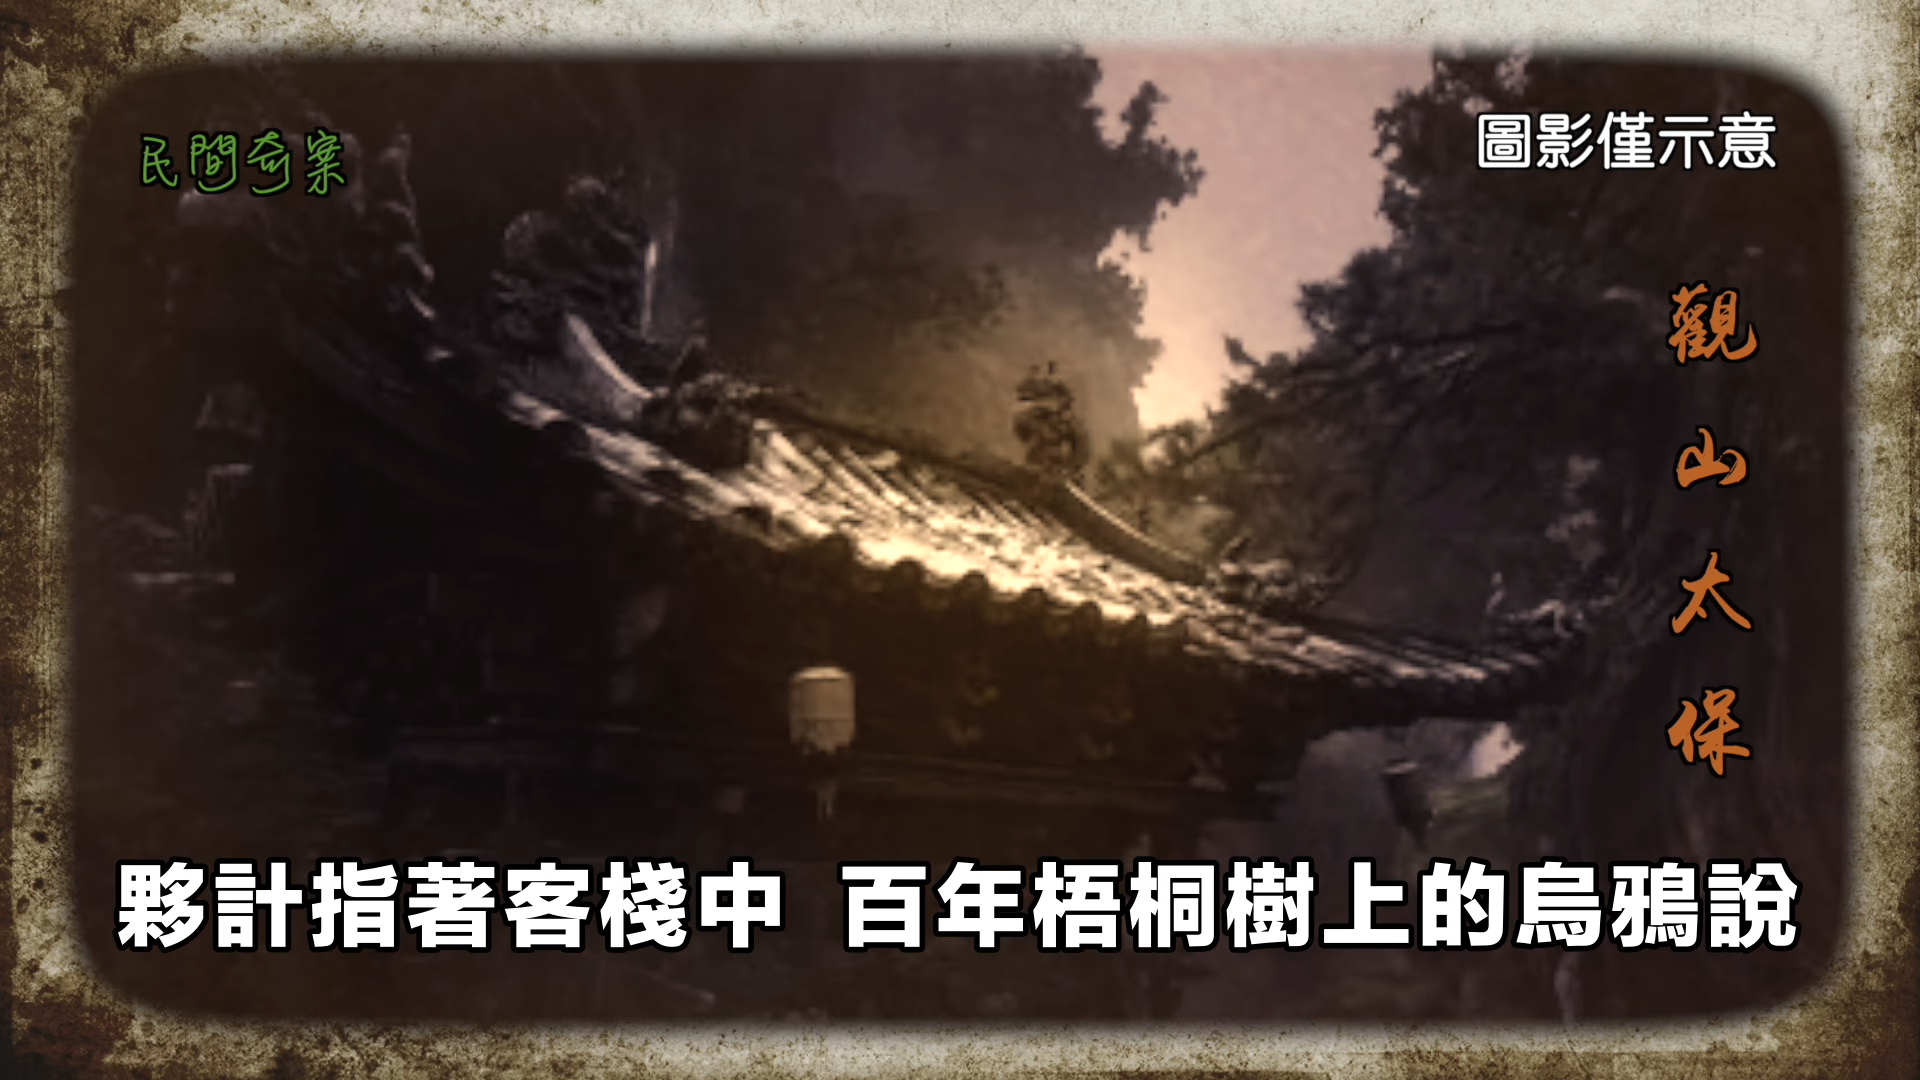 民間奇案
圖影僅示意
觀山太保
夥計指著客棧中 百年梧桐樹上的烏鴉說